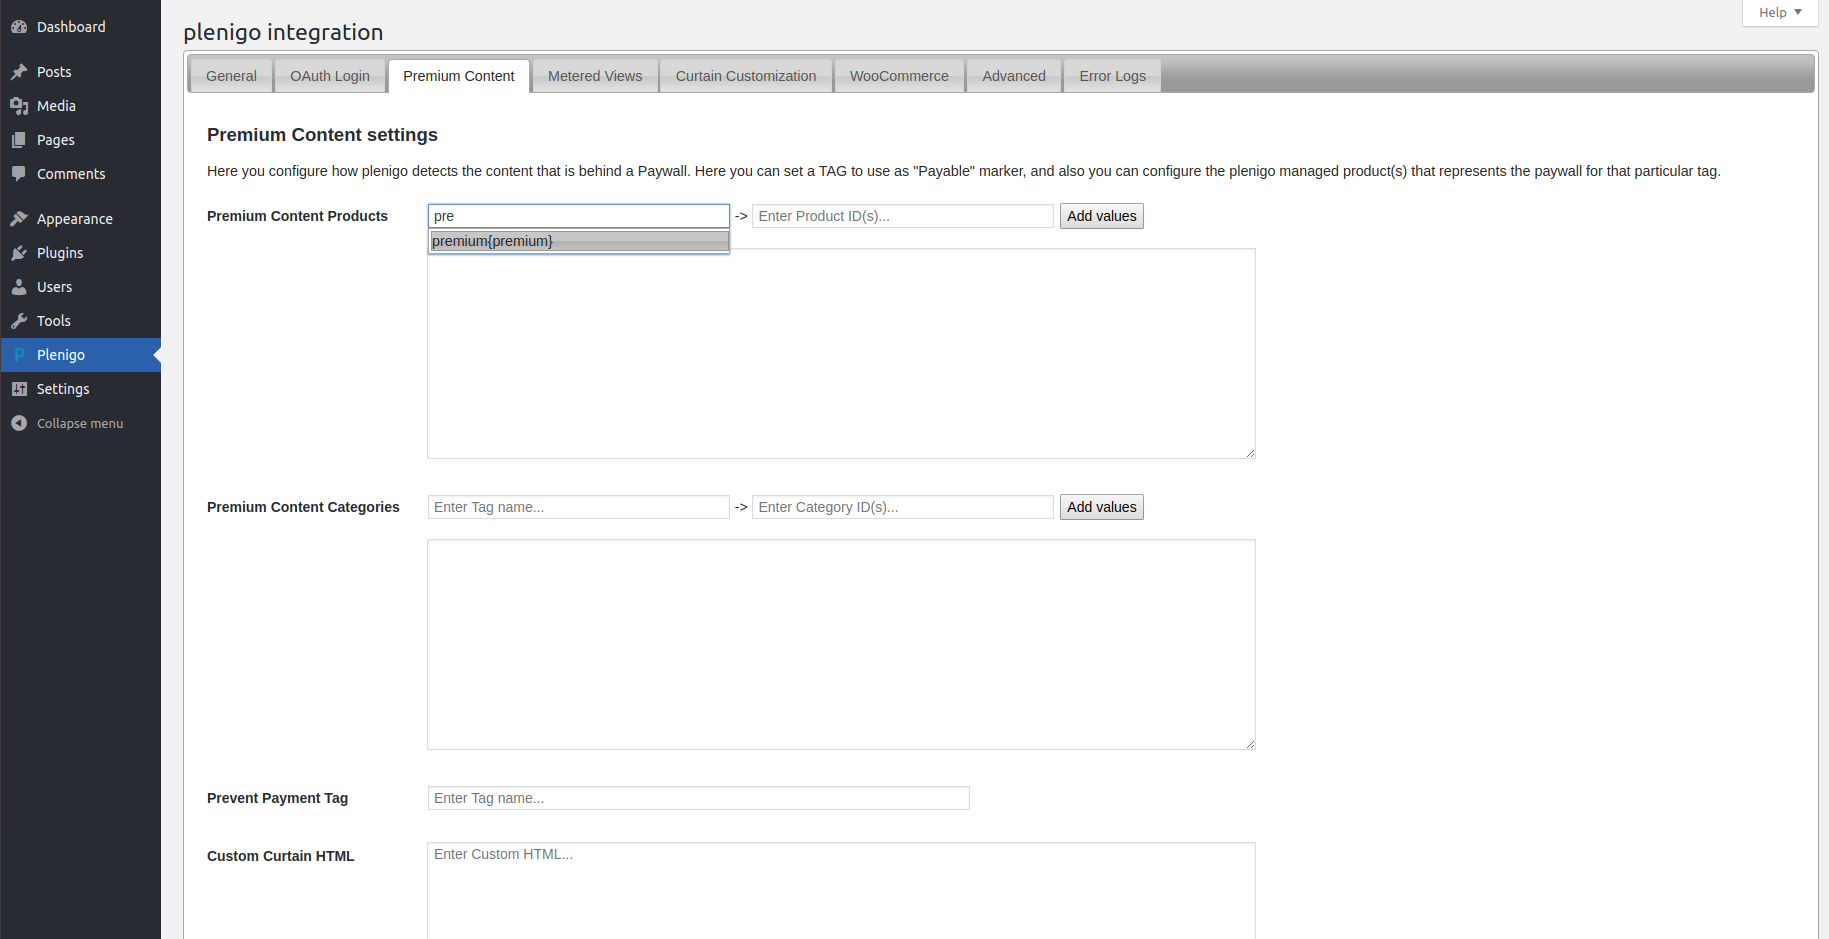 Dashboard
Posts
Media
Pages
Comments
Appearance
Plugins
Users
Tools
Plenigo
Settings
Collapse menu
Help
plenigo integration
General OAuth Login Premium Content Metered Views Curtain Customization WooCommerce Advanced Error Logs
Premium Content settings
Here you configure how plenigo detects the content that is behind a Paywall. Here you can set a TAG to use as "Payable" marker, and also you can configure the plenigo managed product(s) that represents the paywall for that particular tag.
Premium Content Products pre -> Enter Product ID(s)... Add values
premium{premium}
Premium Content Categories Enter Tag name... -> Enter Category ID(s)... Add values
Prevent Payment Tag Enter Tag name...
Custom Curtain HTML Enter Custom HTML...